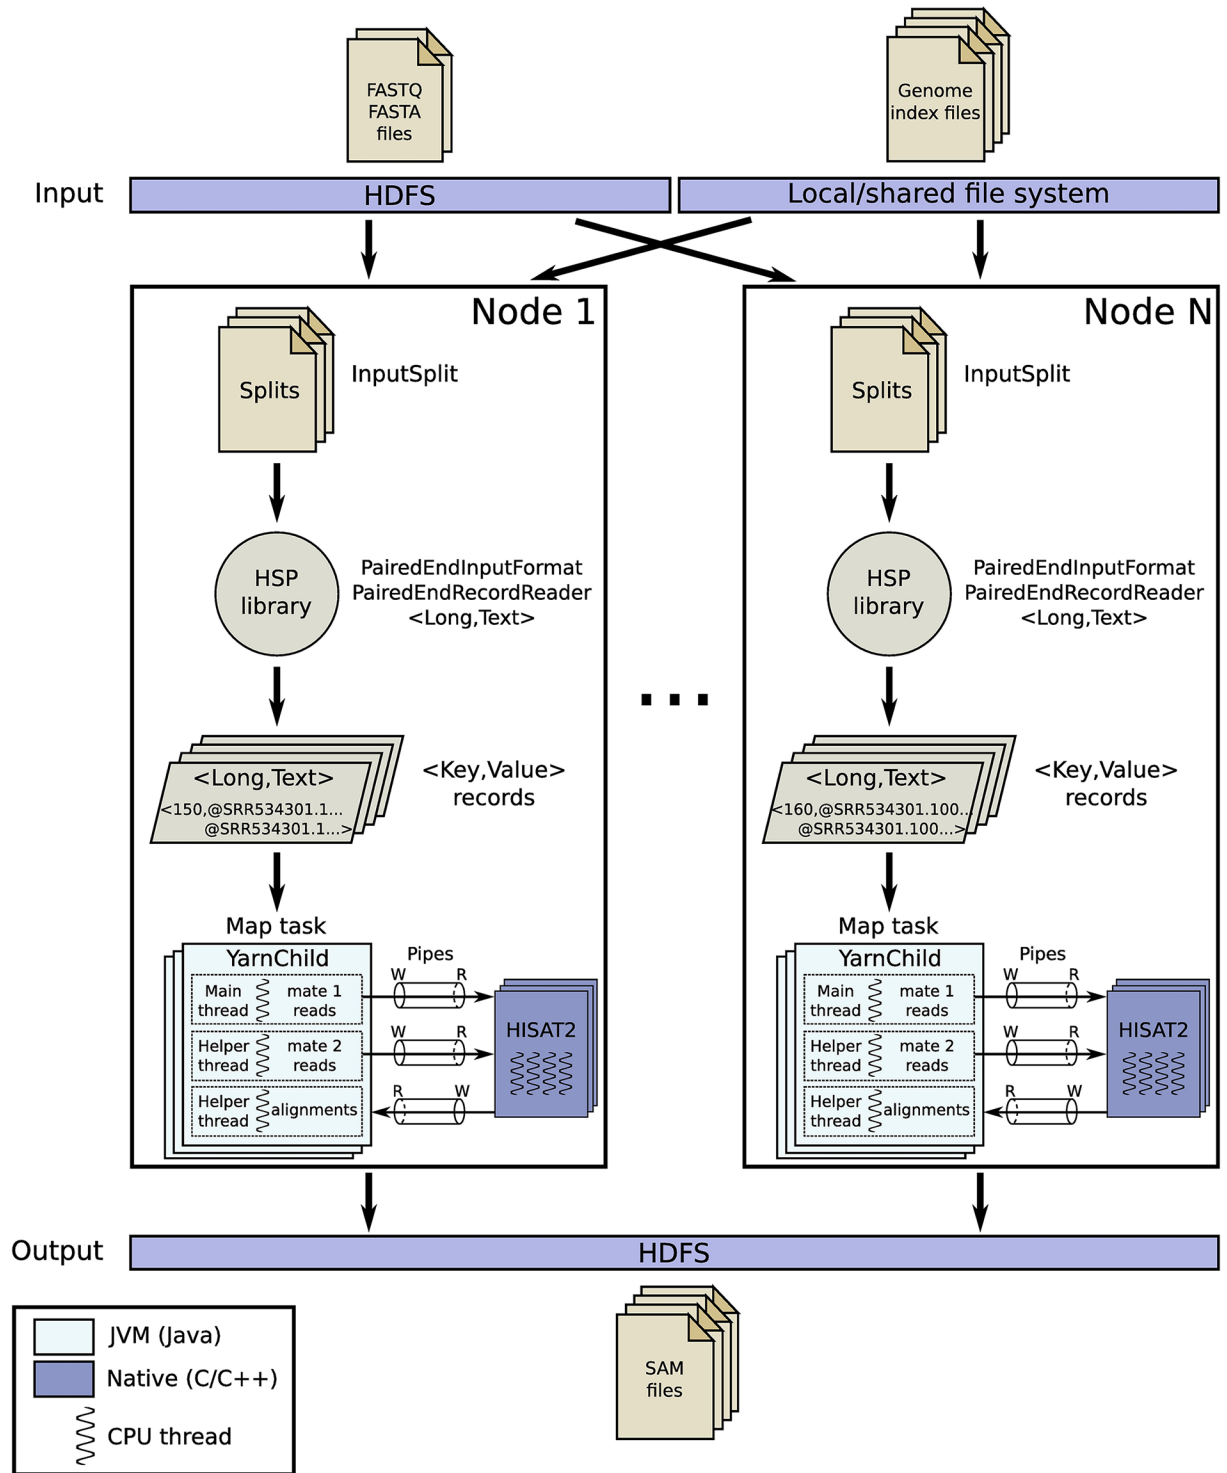 FASTQ
FASTA
files
Genome
index files
Input
HDFS
Local/shared file system
Node 1
Splits
InputSplit
HSP
library
PairedEndInputFormat
PairedEndRecordReader
<Long,Text>
<Long,Text>
<150,@SRR534301.1...
@SRR534301.1...>
<Key,Value>
records
Map task
YarnChild
Main
thread
mate 1
reads
Helper
thread
mate 2
reads
Helper
thread
alignments
Pipes
W R
W R
R W
HISAT2
...
Node N
Splits
InputSplit
HSP
library
PairedEndInputFormat
PairedEndRecordReader
<Long,Text>
<Long,Text>
<160,@SRR534301.100...
@SRR534301.100...>
<Key,Value>
records
Map task
YarnChild
Main
thread
mate 1
reads
Helper
thread
mate 2
reads
Helper
thread
alignments
Pipes
W R
W R
R W
HISAT2
Output
HDFS
SAM
files
JVM (Java)
Native (C/C++)
CPU thread